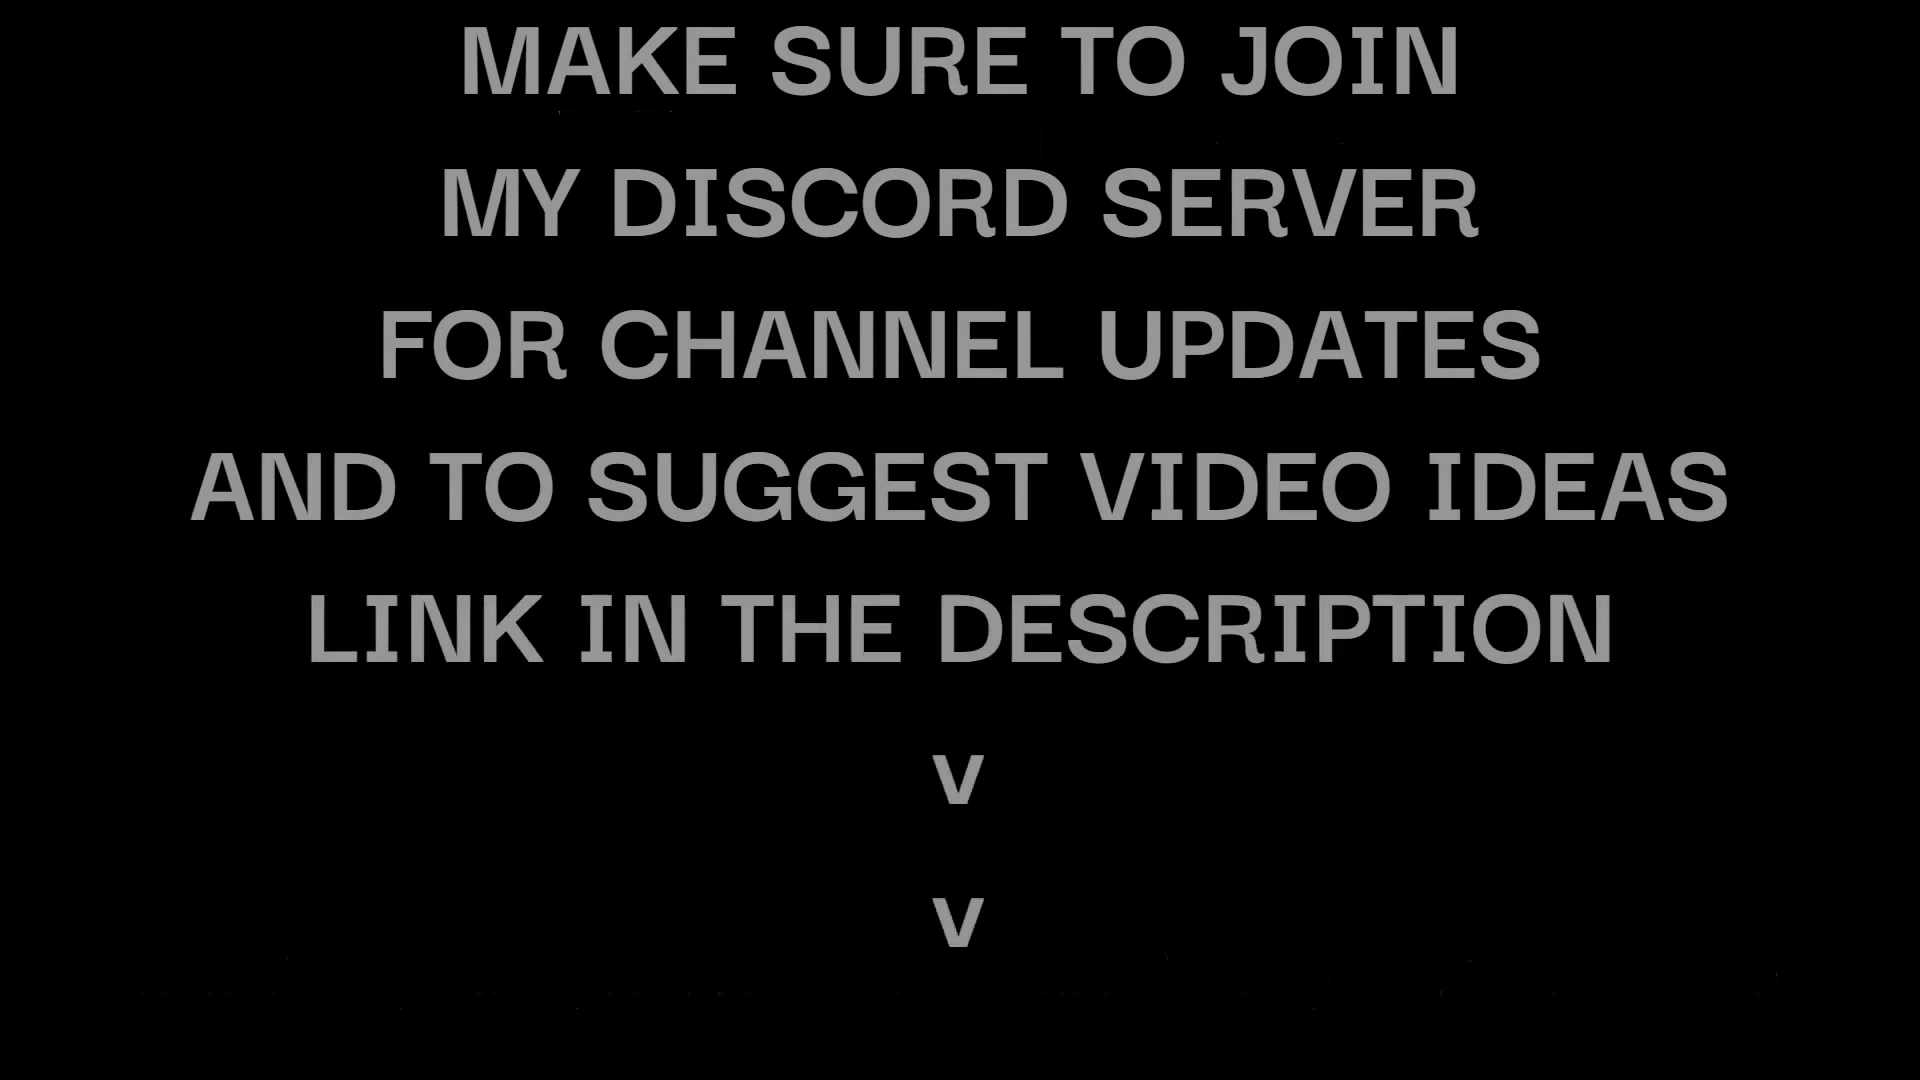 MAKE SURE TO JOIN
MY DISCORD SERVER
FOR CHANNEL UPDATES
AND TO SUGGEST VIDEO IDEAS
LINK IN THE DESCRIPTION
v
v